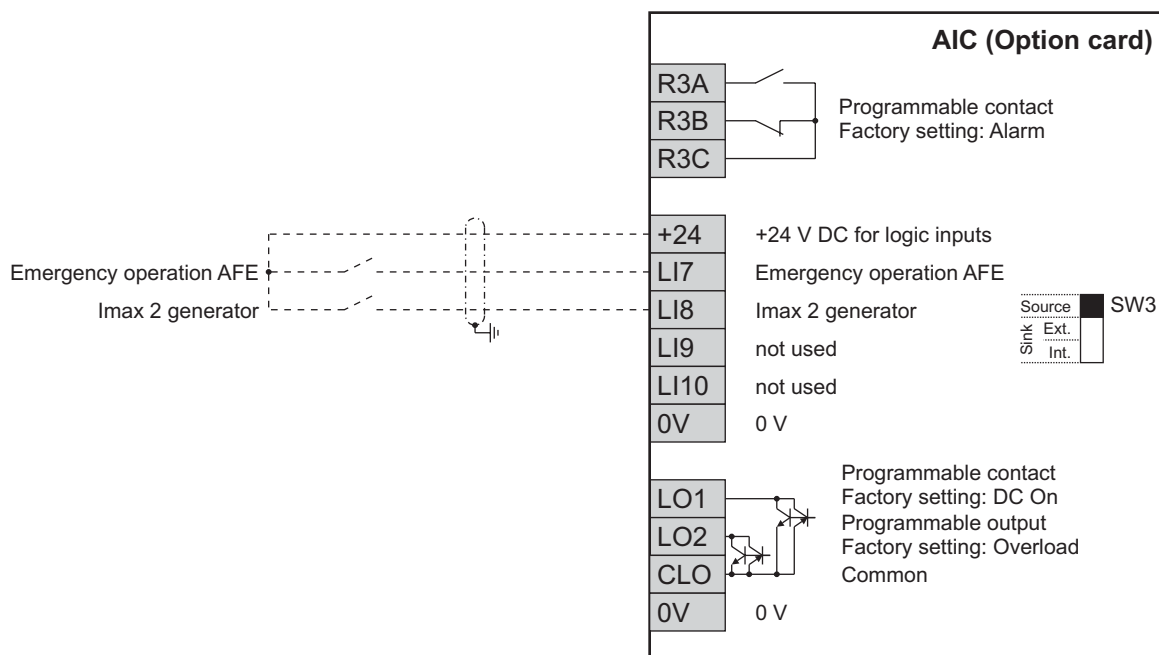 AIC (Option card)
R3A
R3B
R3C
Programmable contact
Factory setting: Alarm
+24
+24 V DC for logic inputs
Emergency operation AFE
LI7
Emergency operation AFE
Imax 2 generator
LI8
Imax 2 generator
LI9
not used
LI10
not used
0V
0 V
Source
SW3
Sink
Ext.
Int.
LO1
LO2
CLO
0V
Programmable contact
Factory setting: DC On
Programmable output
Factory setting: Overload
Common
0 V